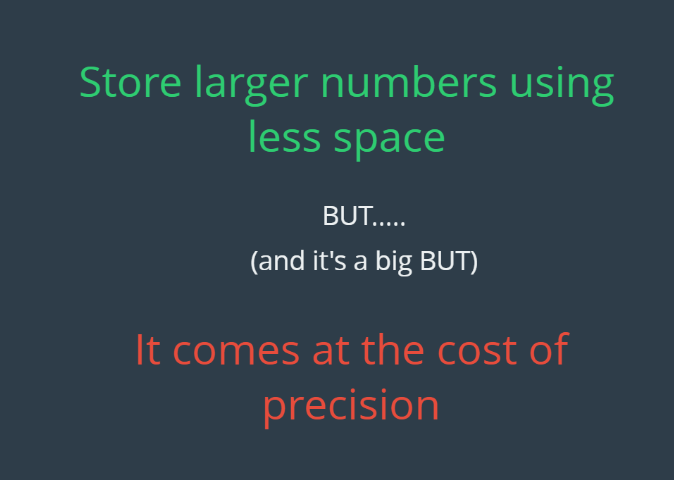 Store larger numbers using
less space
BUT.....
(and it's a big BUT)
It comes at the cost of
precision